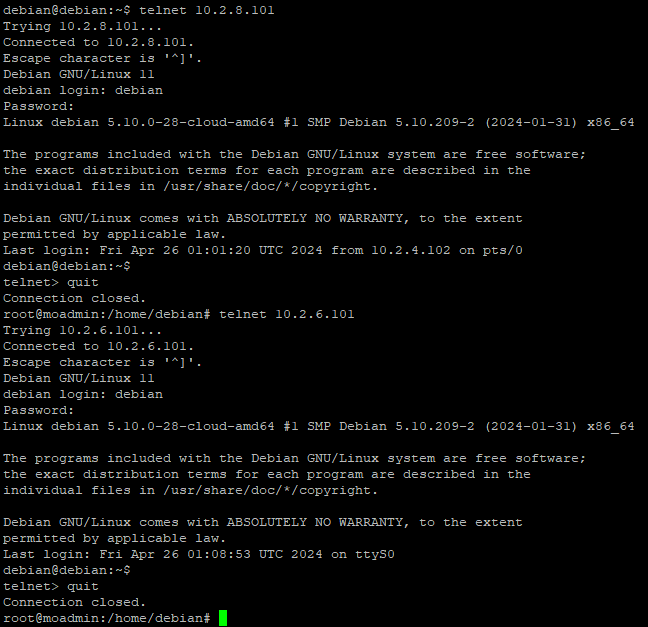 debian@debian:~$ telnet 10.2.8.101
Trying 10.2.8.101...
Connected to 10.2.8.101.
Escape character is '^]'.
Debian GNU/Linux 11
debian login: debian
Password:
Linux debian 5.10.0-28-cloud-amd64 #1 SMP Debian 5.10.209-2 (2024-01-31) x86_64

The programs included with the Debian GNU/Linux system are free software;
the exact distribution terms for each program are described in the
individual files in /usr/share/doc/*/copyright.

Debian GNU/Linux comes with ABSOLUTELY NO WARRANTY, to the extent
permitted by applicable law.
Last login: Fri Apr 26 01:01:20 UTC 2024 from 10.2.4.102 on pts/0
debian@debian:~$
telnet> quit
Connection closed.
root@moadmin:/home/debian# telnet 10.2.6.101
Trying 10.2.6.101...
Connected to 10.2.6.101.
Escape character is '^]'.
Debian GNU/Linux 11
debian login: debian
Password:
Linux debian 5.10.0-28-cloud-amd64 #1 SMP Debian 5.10.209-2 (2024-01-31) x86_64

The programs included with the Debian GNU/Linux system are free software;
the exact distribution terms for each program are described in the
individual files in /usr/share/doc/*/copyright.

Debian GNU/Linux comes with ABSOLUTELY NO WARRANTY, to the extent
permitted by applicable law.
Last login: Fri Apr 26 01:08:53 UTC 2024 on ttyS0
debian@debian:~$
telnet> quit
Connection closed.
root@moadmin:/home/debian#